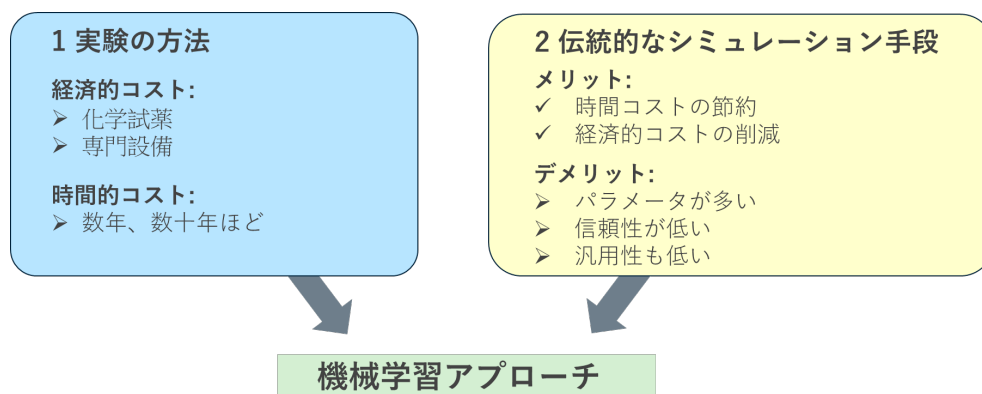 1 実験の方法
経済的コスト:
➢ 化学試薬
➢ 専門設備
時間的コスト:
➢ 数年、数十年ほど
2 伝統的なシミュレーション手段
メリット:
✓ 時間コストの節約
✓ 経済的コストの削減
デメリット:
➢ パラメータが多い
➢ 信頼性が低い
➢ 汎用性も低い
機械学習アプローチ